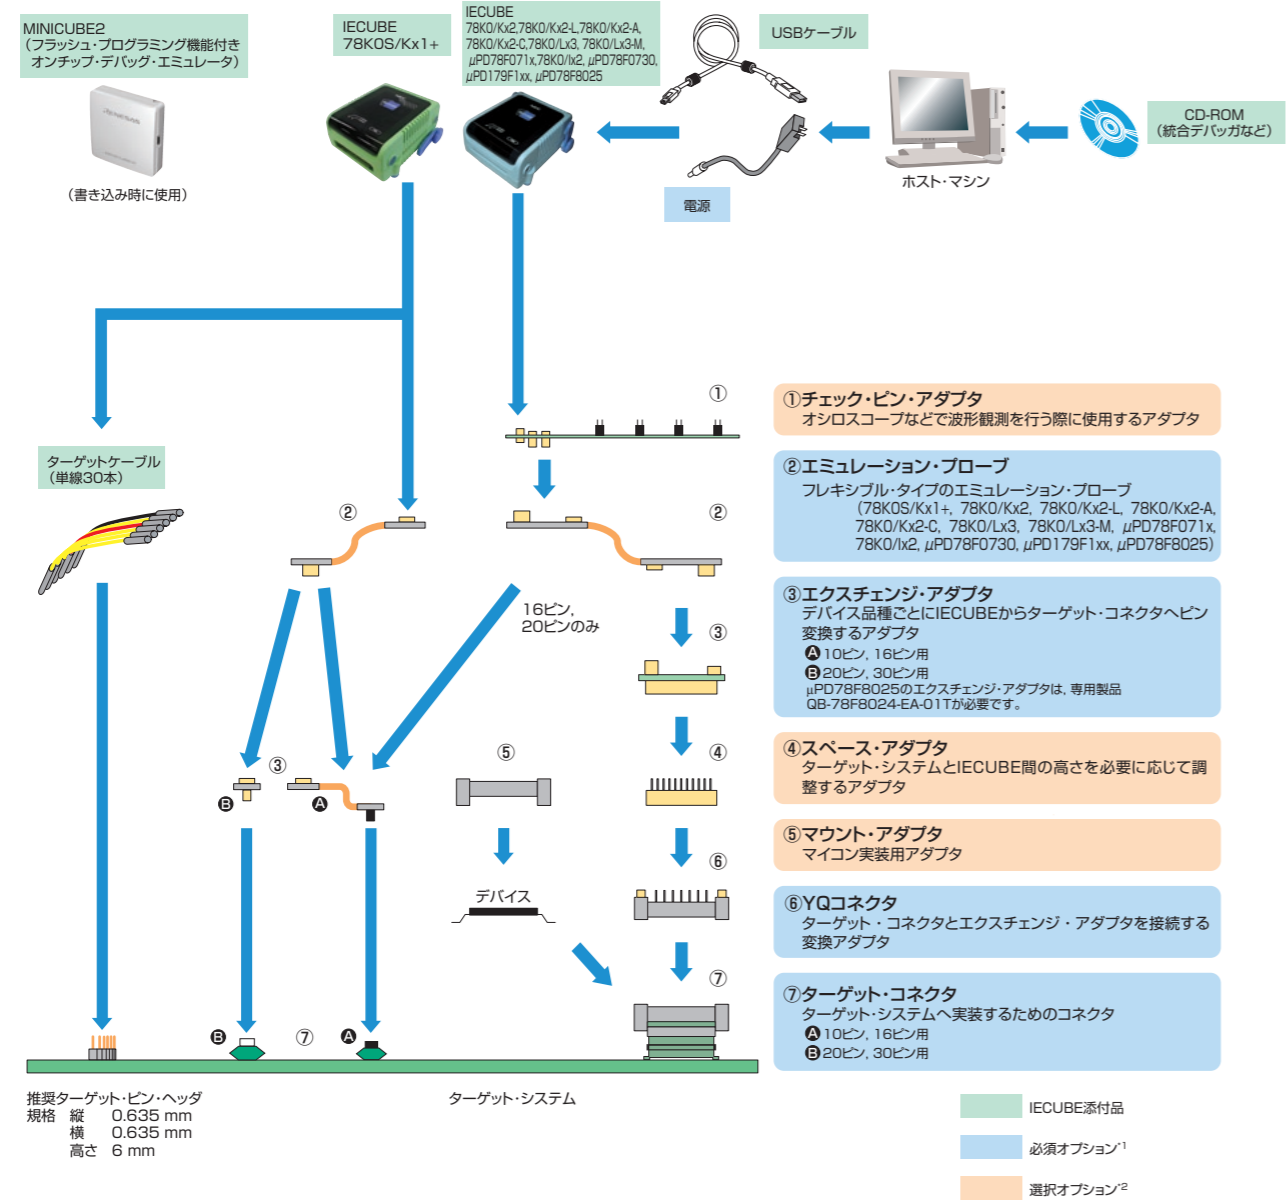 MINICUBE2
（フラッシュ・プログラミング機能付き
オンチップ・デバッグ・エミュレータ）
（書き込み時に使用）
IECUBE
78K0S/Kx1+
IECUBE
78K0/Kx2,78K0/Kx2-L,78K0/Kx2-A,
78K0/Kx2-C,78K0/Lx3, 78K0/Lx3-M,
μPD78F071x,78K0/Ix2, μPD78F0730,
μPD179F1xx, μPD78F8025
USBケーブル
電源
ホスト・マシン
CD-ROM
（統合デバッガなど）
ターゲットケーブル
（単線30本）
①
②
②
16ピン,
20ピンのみ
③
③
B
A
④
⑤
デバイス
⑥
⑦
B
⑦
A
①チェック・ピン・アダプタ
オシロスコープなどで波形観測を行う際に使用するアダプタ
②エミュレーション・プローブ
フレキシブル・タイプのエミュレーション・プローブ
（78K0S/Kx1+, 78K0/Kx2, 78K0/Kx2-L, 78K0/Kx2-A,
78K0/Kx2-C, 78K0/Lx3, 78K0/Lx3-M, μPD78F071x,
78K0/Ix2, μPD78F0730, μPD179F1xx, μPD78F8025）
③エクスチェンジ・アダプタ
デバイス品種ごとにIECUBEからターゲット・コネクタへピン
変換するアダプタ
A 10ピン, 16ピン用
B 20ピン, 30ピン用
μPD78F8025のエクスチェンジ・アダプタは, 専用製品
QB-78F8024-EA-01Tが必要です。
④スペース・アダプタ
ターゲット・システムとIECUBE間の高さを必要に応じて調
整するアダプタ
⑤マウント・アダプタ
マイコン実装用アダプタ
⑥YQコネクタ
ターゲット・コネクタとエクスチェンジ・アダプタを接続する
変換アダプタ
⑦ターゲット・コネクタ
ターゲット・システムへ実装するためのコネクタ
A 10ピン, 16ピン用
B 20ピン, 30ピン用
推奨ターゲット・ピン・ヘッダ
規格 縦 0.635 mm
横 0.635 mm
高さ 6 mm
ターゲット・システム
IECUBE添付品
必須オプション*1
選択オプション*2